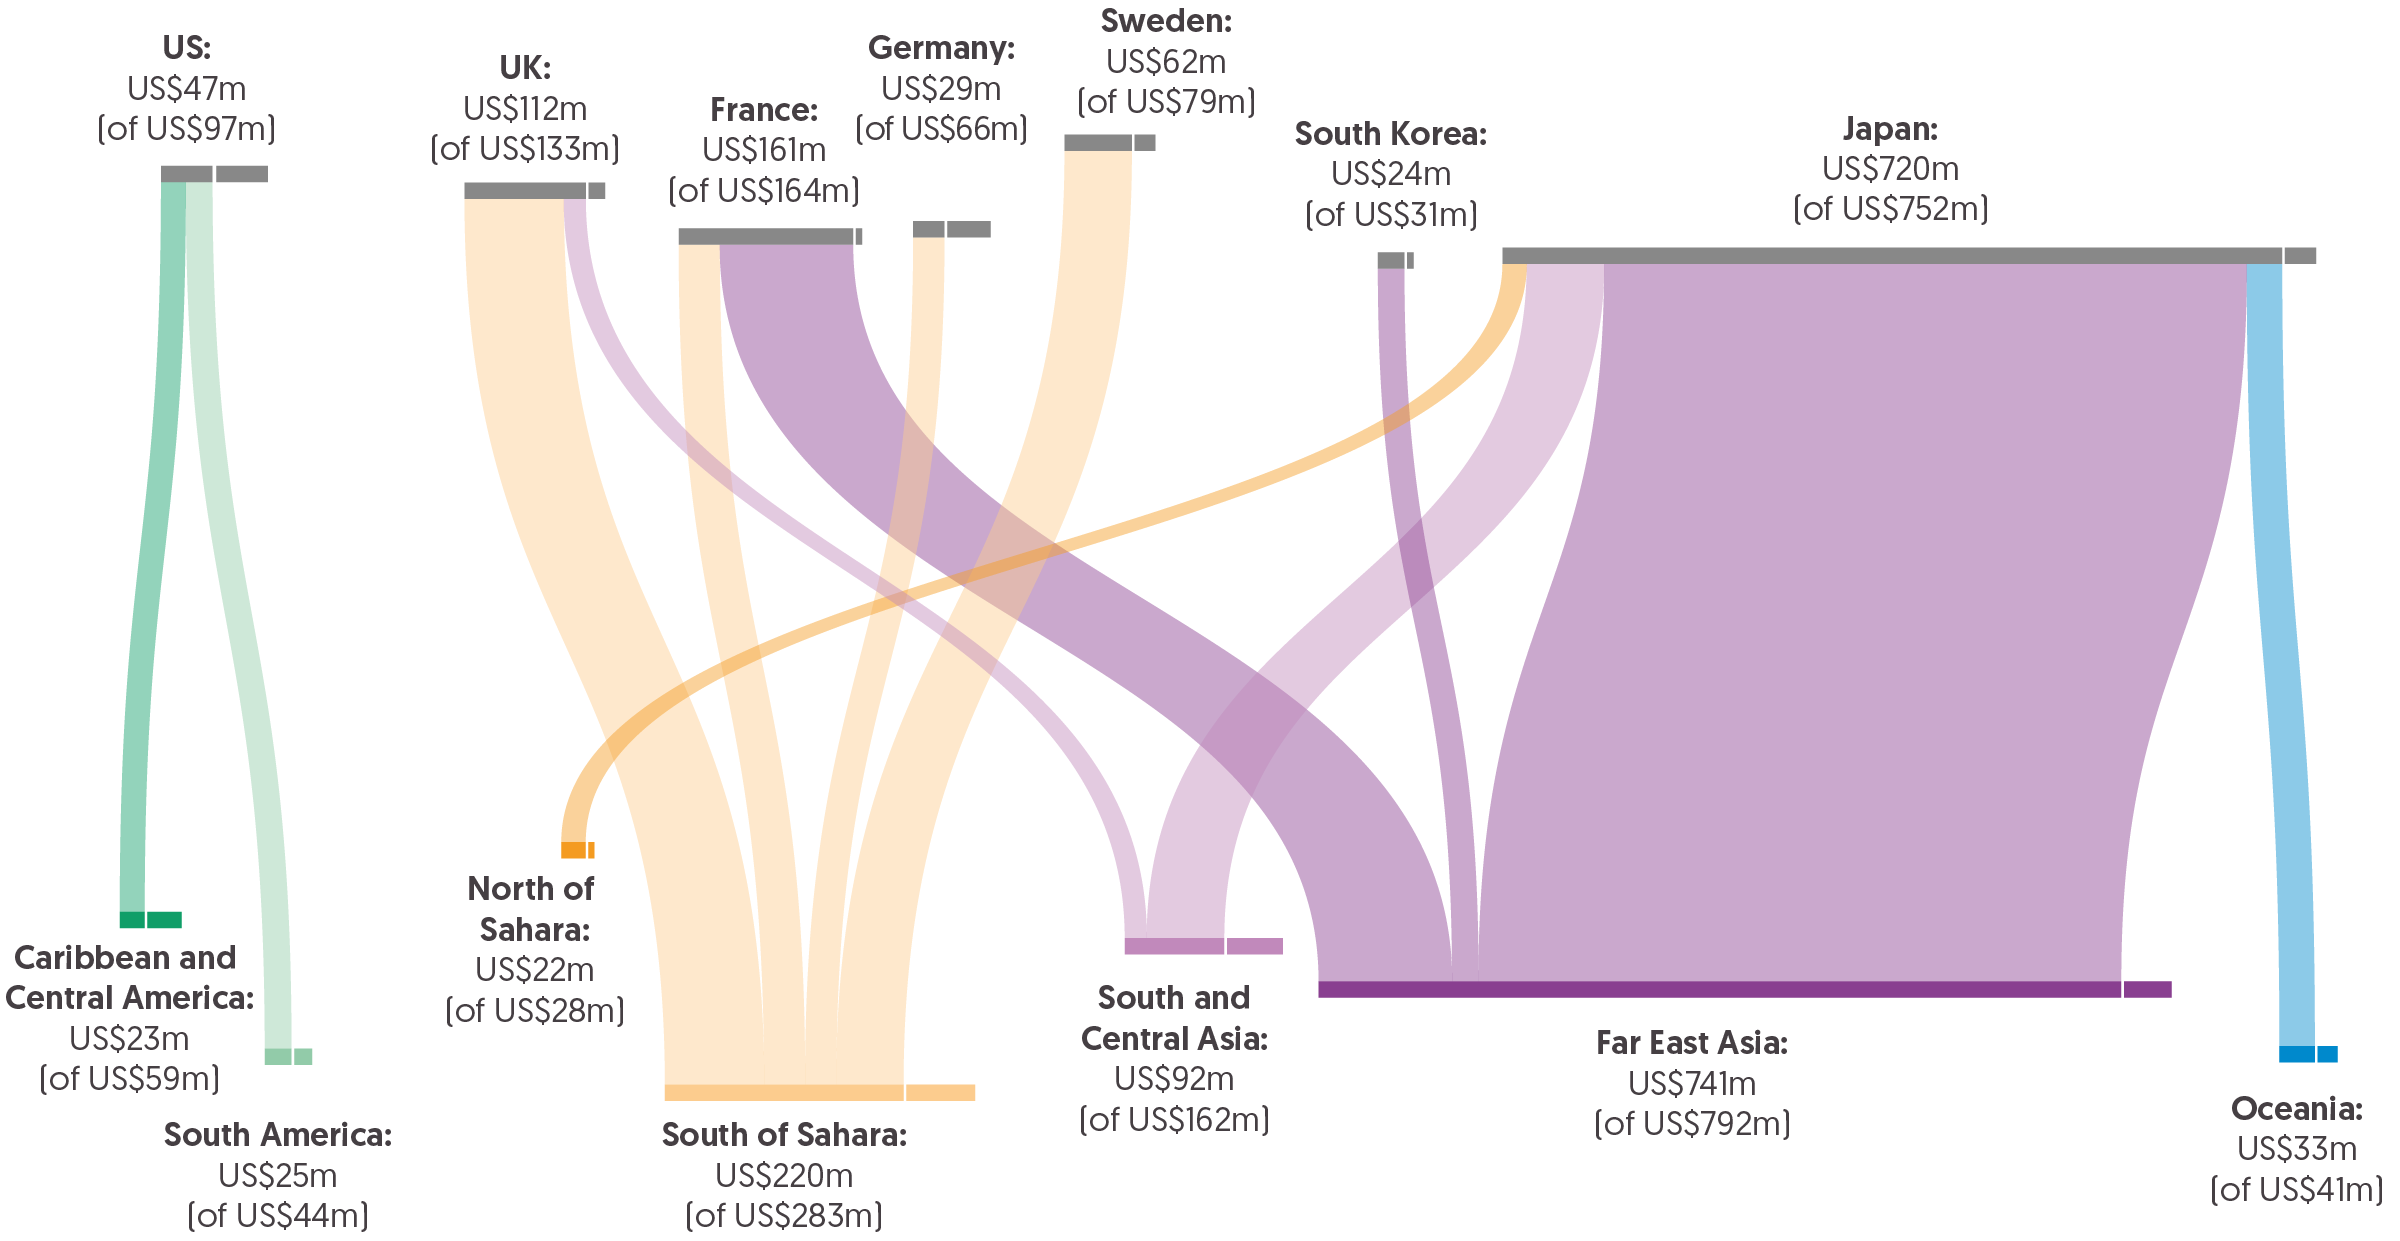 US:
US$47m
(of US$97m)
UK:
US$112m
(of US$133m)
France:
US$161m
(of US$164m)
Germany:
US$29m
(of US$66m)
Sweden:
US$62m
(of US$79m)
South Korea:
US$24m
(of US$31m)
Japan:
US$720m
(of US$752m)
Caribbean and
Central America:
US$23m
(of US$59m)
South America:
US$25m
(of US$44m)
North of
Sahara:
US$22m
(of US$28m)
South of Sahara:
US$220m
(of US$283m)
South and
Central Asia:
US$92m
(of US$162m)
Far East Asia:
US$741m
(of US$792m)
Oceania:
US$33m
(of US$41m)